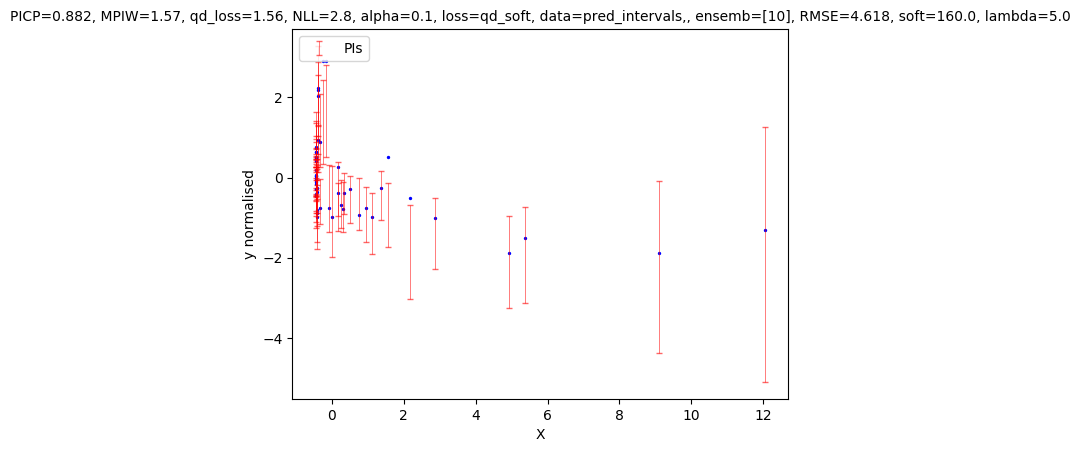 PICP=0.882, MPIW=1.57, qd_loss=1.56, NLL=2.8, alpha=0.1, loss=qd_soft, data=pred_intervals,, ensemb=[10], RMSE=4.618, soft=160.0, lambda=5.0
PIs
2
0
−2
−4
y normalised
0 2 4 6 8 10 12
X